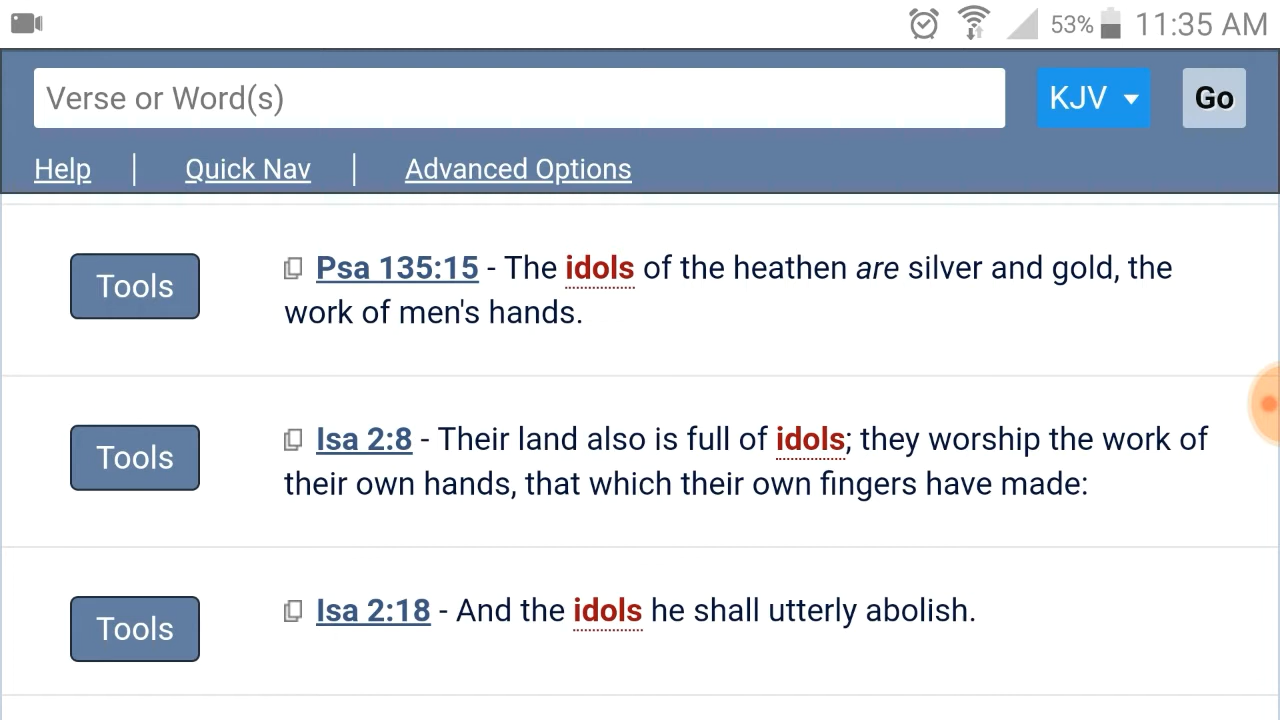 53% 11:35 AM
Verse or Word(s) KJV Go
Help | Quick Nav | Advanced Options
Tools Psa 135:15 - The idols of the heathen are silver and gold, the
work of men's hands.
Tools Isa 2:8 - Their land also is full of idols; they worship the work of
their own hands, that which their own fingers have made:
Tools Isa 2:18 - And the idols he shall utterly abolish.